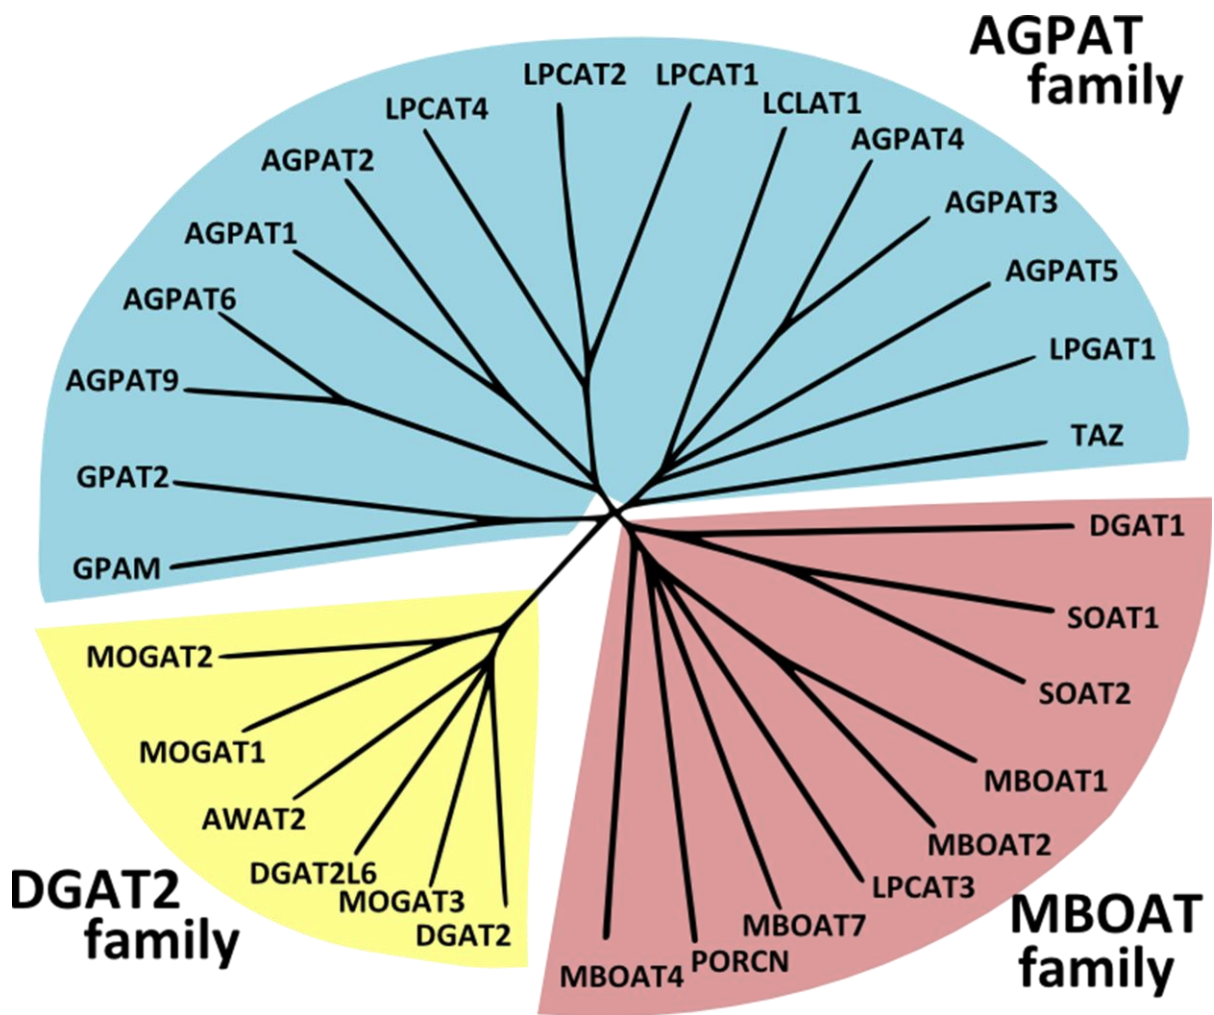 AGPAT
family
LPCAT2
LPCAT1
LCLAT1
LPCAT4
AGPAT4
AGPAT2
AGPAT3
AGPAT1
AGPAT5
AGPAT6
LPGAT1
AGPAT9
TAZ
GPAT2
DGAT1
GPAM
SOAT1
MOGAT2
SOAT2
MOGAT1
MBOAT1
AWAT2
MBOAT2
DGAT2L6
LPCAT3
MOGAT3
MBOAT7
DGAT2
PORCN
MBOAT4
DGAT2
family
MBOAT
family